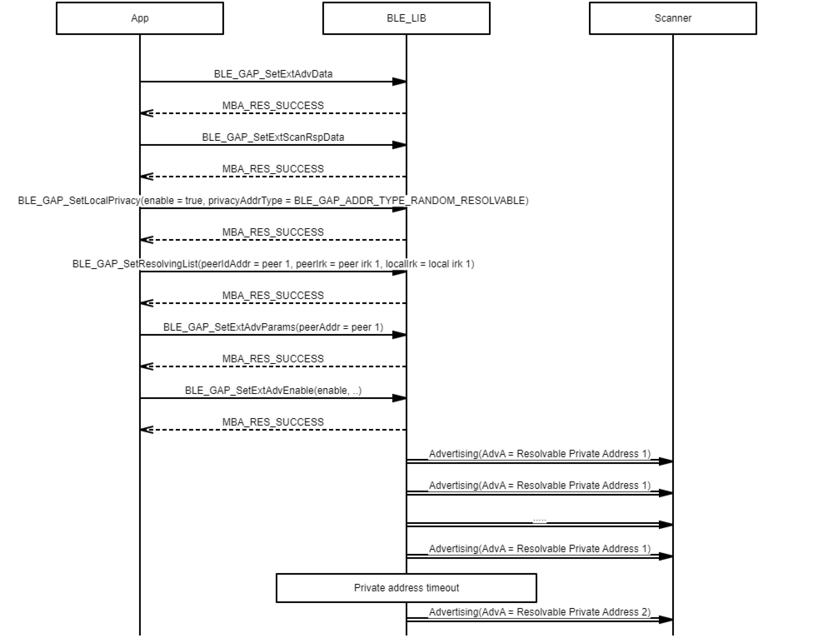 App
BLE_LIB
Scanner
BLE_GAP_SetExtAdvData
MBA_RES_SUCCESS
BLE_GAP_SetExtScanRspData
MBA_RES_SUCCESS
BLE_GAP_SetLocalPrivacy(enable = true, privacyAddrType = BLE_GAP_ADDR_TYPE_RANDOM_RESOLVABLE)
MBA_RES_SUCCESS
BLE_GAP_SetResolvingList(peerIdAddr = peer 1, peerIrk = peer irk 1, localIrk = local irk 1)
MBA_RES_SUCCESS
BLE_GAP_SetExtAdvParams(peerAddr = peer 1)
MBA_RES_SUCCESS
BLE_GAP_SetExtAdvEnable(enable, ..)
MBA_RES_SUCCESS
Advertising(AdvA = Resolvable Private Address 1)
Advertising(AdvA = Resolvable Private Address 1)
.....
Advertising(AdvA = Resolvable Private Address 1)
Private address timeout
Advertising(AdvA = Resolvable Private Address 2)